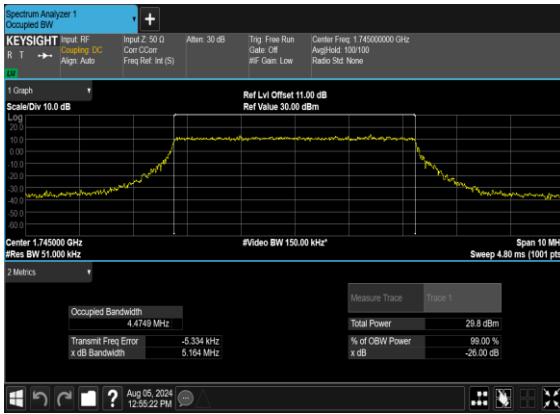 Spectrum Analyzer 1
Occupied BW
KEYSIGHT
Input: RF
Coupling: DC
Align: Auto
Input Z: 50 Ω
Corr CCorr
Freq Ref: Int (S)
Atten: 30 dB
Trig: Free Run
Gate: Off
#IF Gain: Low
Center Freq: 1.745000000 GHz
Avg|Hold: 100/100
Radio Std: None
R T
1 Graph
Scale/Div 10.0 dB
Ref Lvl Offset 11.00 dB
Ref Value 30.00 dBm
Log
20.0
10.0
0.00
-10.0
-20.0
-30.0
-40.0
-50.0
-60.0
Center 1.745000 GHz
#Video BW 150.00 kHz*
Span 10 MH
#Res BW 51.000 kHz
Sweep 4.80 ms (1001 pts
2 Metrics
Measure Trace
Trace 1
Occupied Bandwidth
4.4749 MHz
Total Power
29.8 dBm
Transmit Freq Error
-5.334 kHz
% of OBW Power
99.00 %
x dB Bandwidth
5.164 MHz
x dB
-26.00 dB
?
Aug 05, 2024
12:55:22 PM